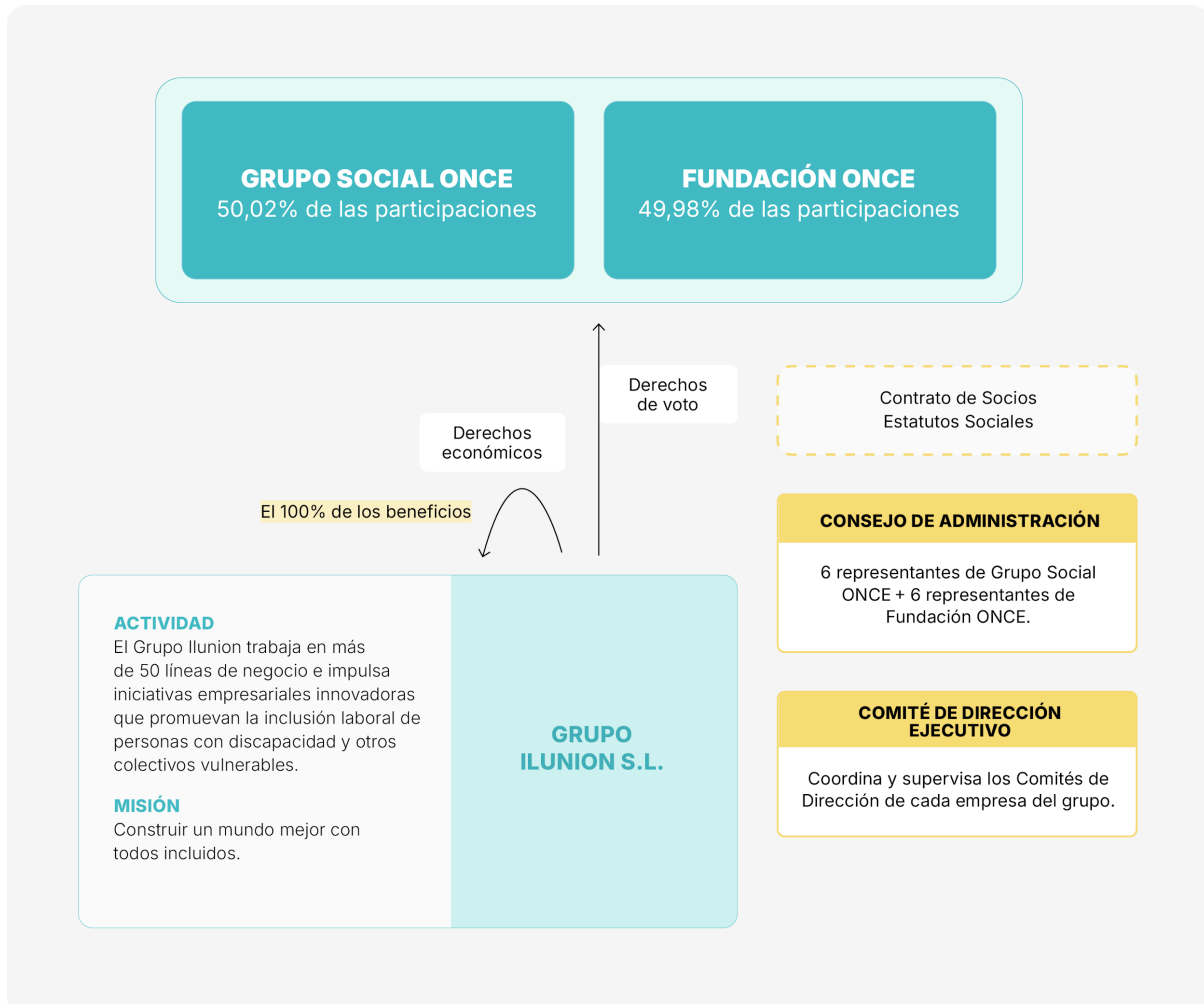 GRUPO SOCIAL ONCE
50,02% de las participaciones
FUNDACIÓN ONCE
49,98% de las participaciones
Derechos
de voto
Derechos
económicos
El 100% de los beneficios
Contrato de Socios
Estatutos Sociales
CONSEJO DE ADMINISTRACIÓN
6 representantes de Grupo Social
ONCE + 6 representantes de
Fundación ONCE.
COMITÉ DE DIRECCIÓN
EJECUTIVO
Coordina y supervisa los Comités de
Dirección de cada empresa del grupo.
ACTIVIDAD
El Grupo Ilunion trabaja en más
de 50 líneas de negocio e impulsa
iniciativas empresariales innovadoras
que promuevan la inclusión laboral de
personas con discapacidad y otros
colectivos vulnerables.
MISIÓN
Construir un mundo mejor con
todos incluidos.
GRUPO
ILUNION S.L.